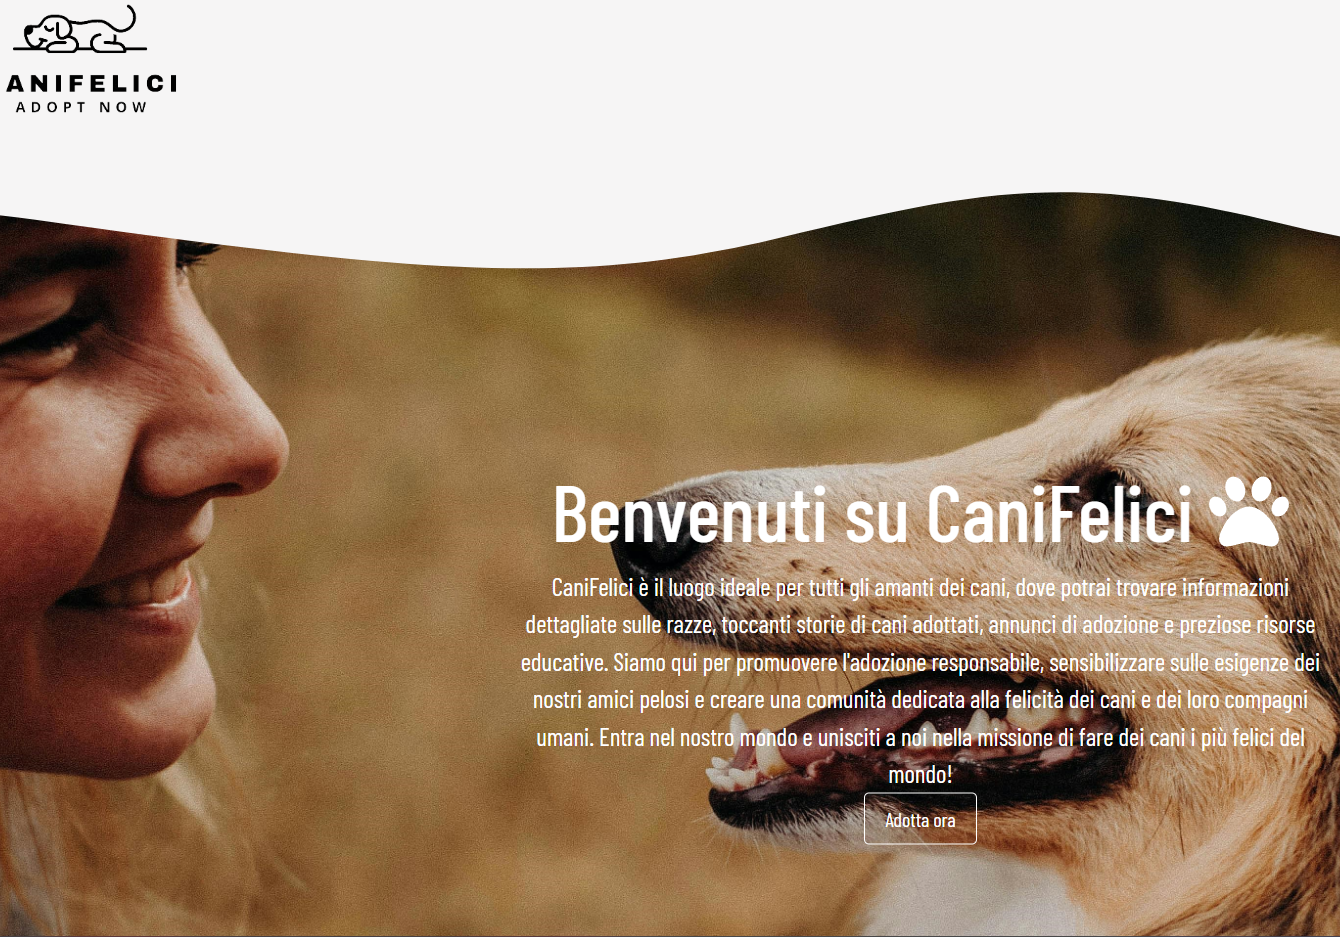 ANIFELICI
ADOPT NOW
Benvenuti su CaniFelici
CaniFelici è il luogo ideale per tutti gli amanti dei cani, dove potrai trovare informazioni
dettagliate sulle razze, toccanti storie di cani adottati, annunci di adozione e preziose risorse
educative. Siamo qui per promuovere l'adozione responsabile, sensibilizzare sulle esigenze dei
nostri amici pelosi e creare una comunità dedicata alla felicità dei cani e dei loro compagni
umani. Entra nel nostro mondo e unisciti a noi nella missione di fare dei cani i più felici del
mondo!
Adotta ora